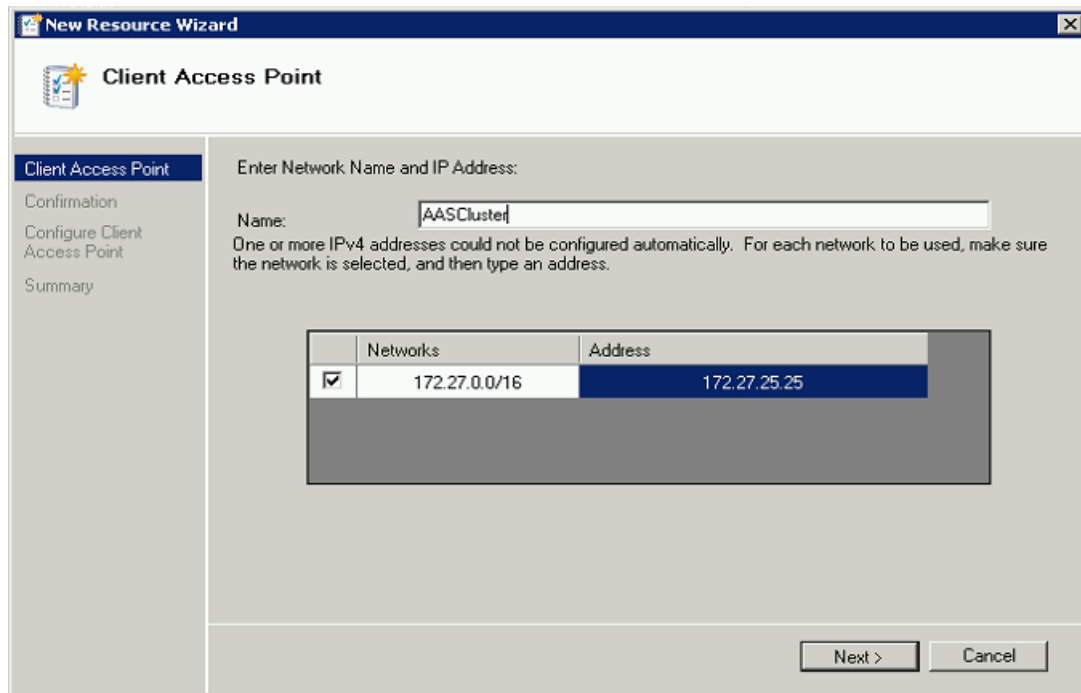 New Resource Wizard
Client Access Point
Client Access Point
Confirmation
Configure Client
Access Point
Summary
Enter Network Name and IP Address:
Name:
AASCluster
One or more IPv4 addresses could not be configured automatically. For each network to be used, make sure
the network is selected, and then type an address.
Networks Address
172.27.0.0/16 172.27.25.25
Next > Cancel